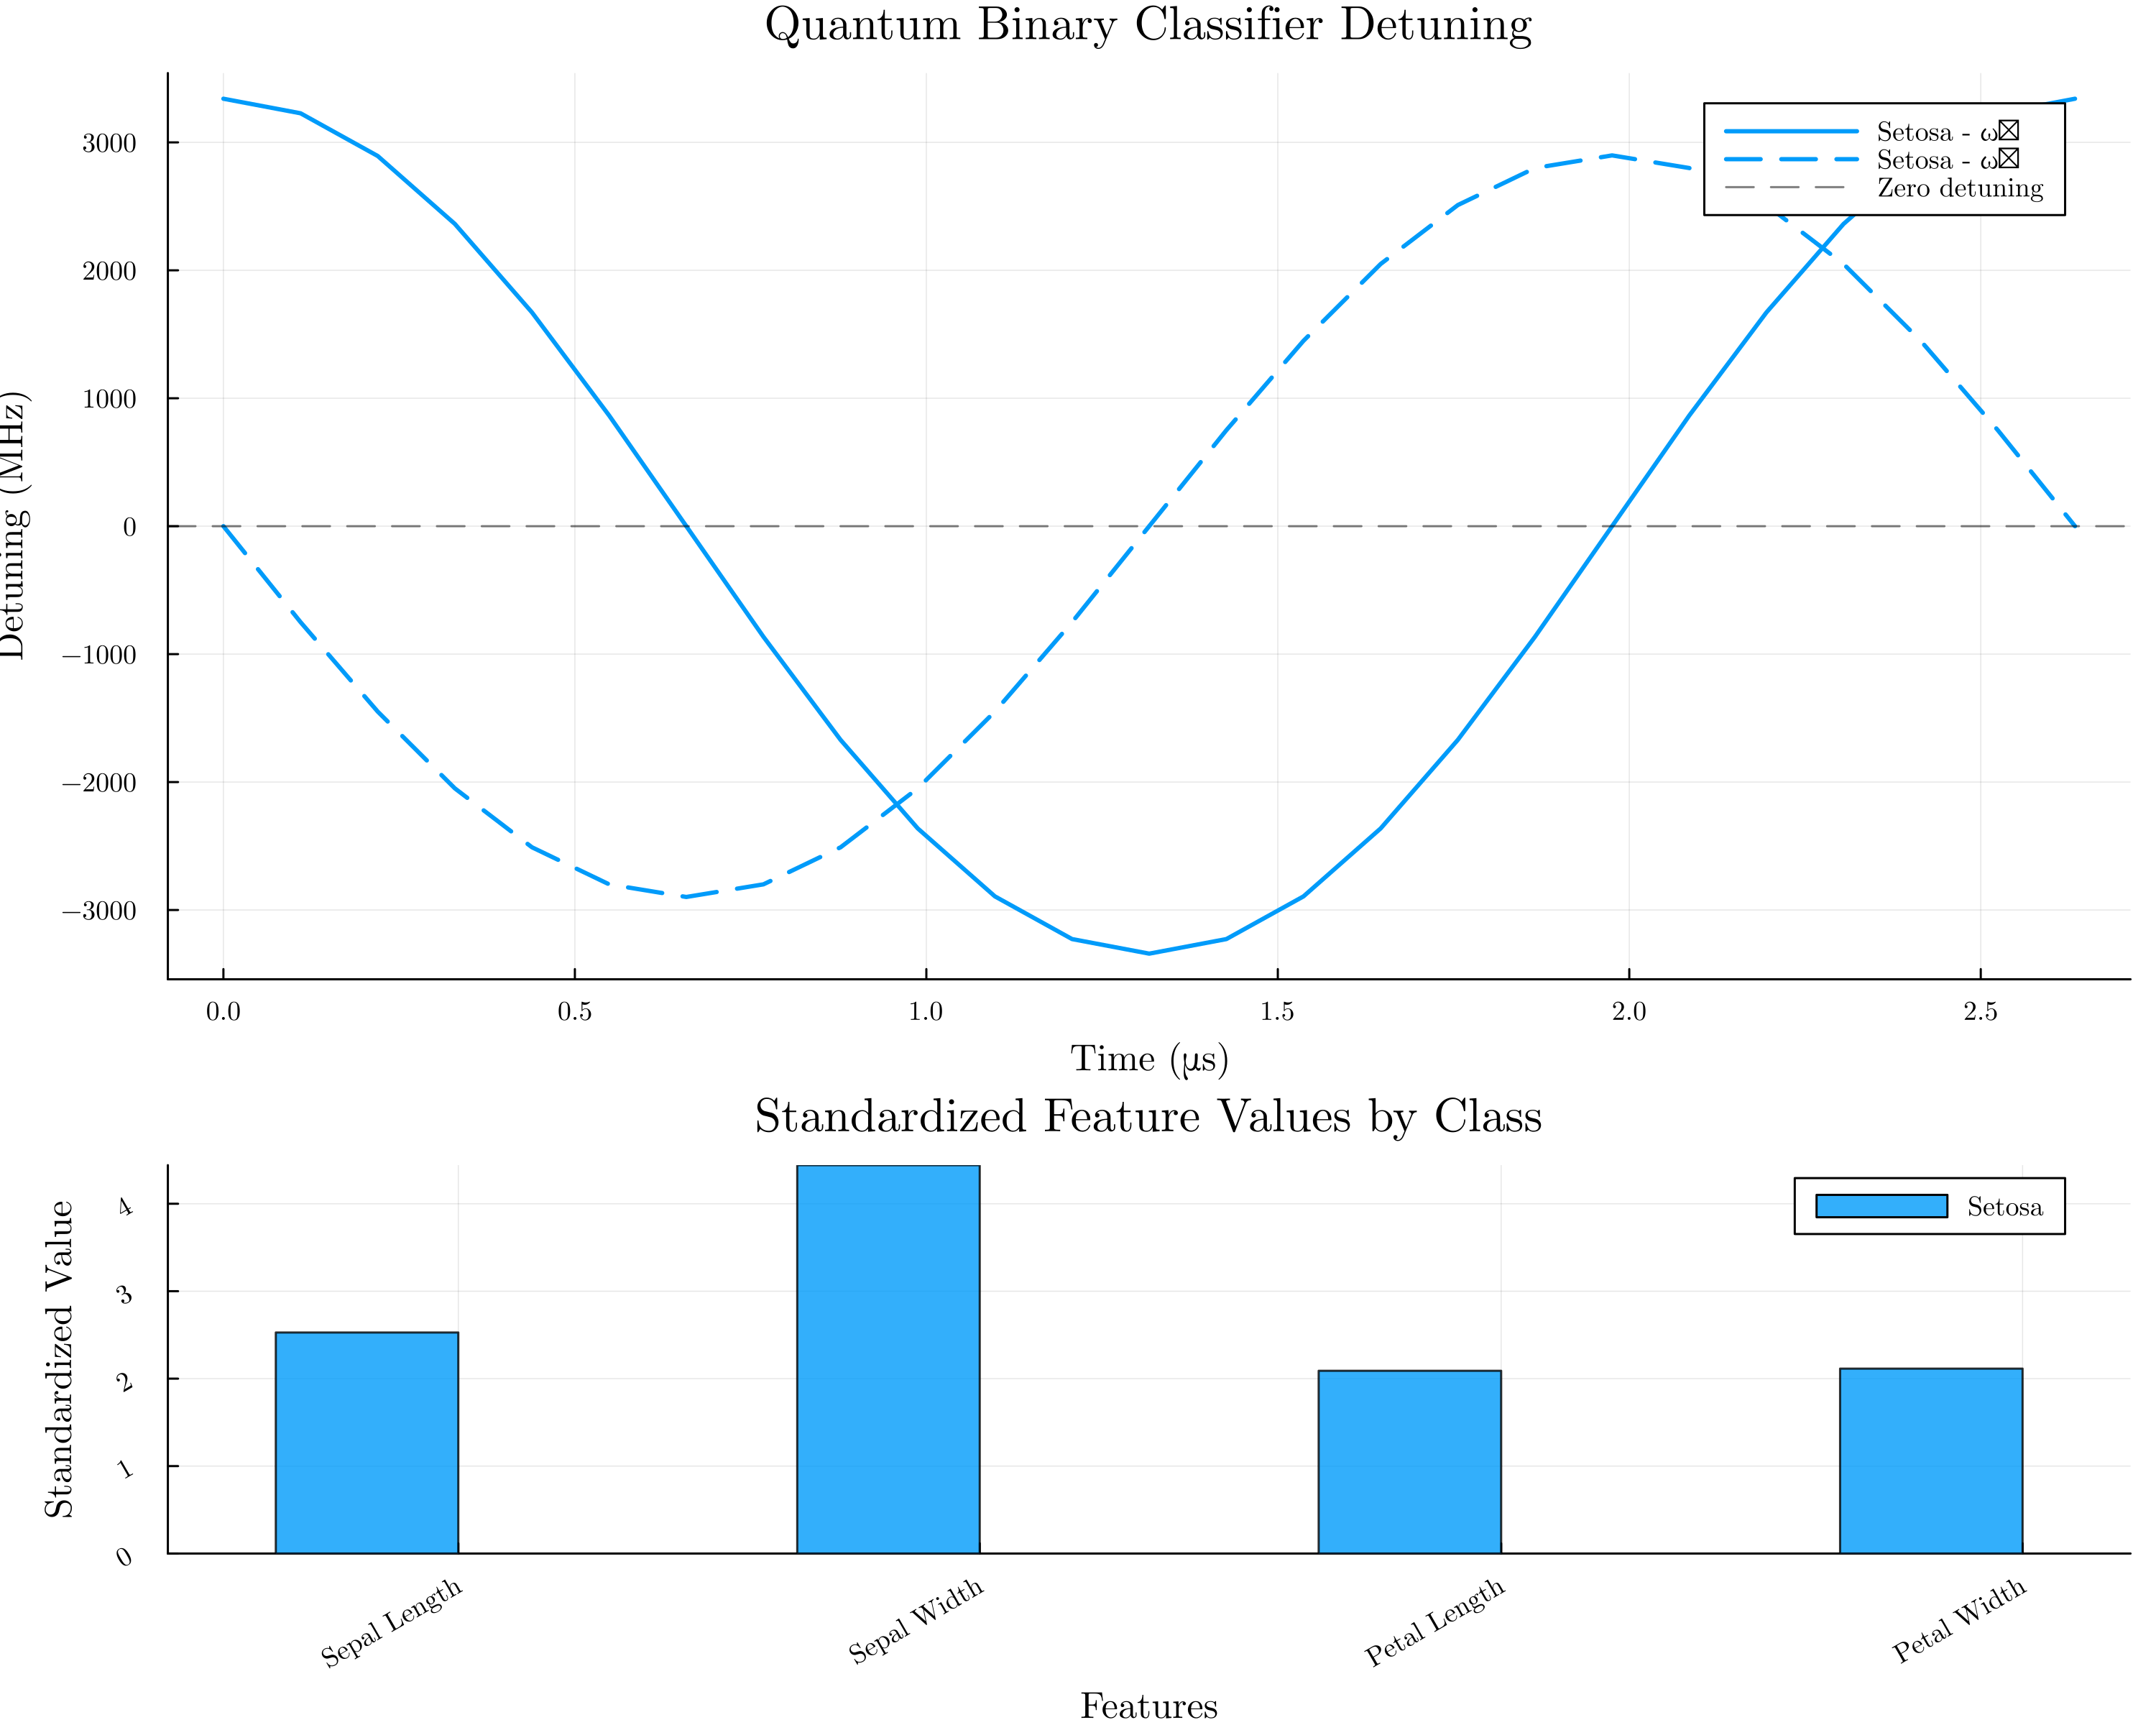 Quantum Binary Classifier Detuning
Setosa - ω☒
Setosa - ω☒
Zero detuning
3000
2000
1000
0
−1000
−2000
−3000
Detuning (MHz)
0.0 0.5 1.0 1.5 2.0 2.5
Time (μs)
Standardized Feature Values by Class
Setosa
4
3
2
1
0
Standardized Value
Sepal Length Sepal Width Petal Length Petal Width
Features